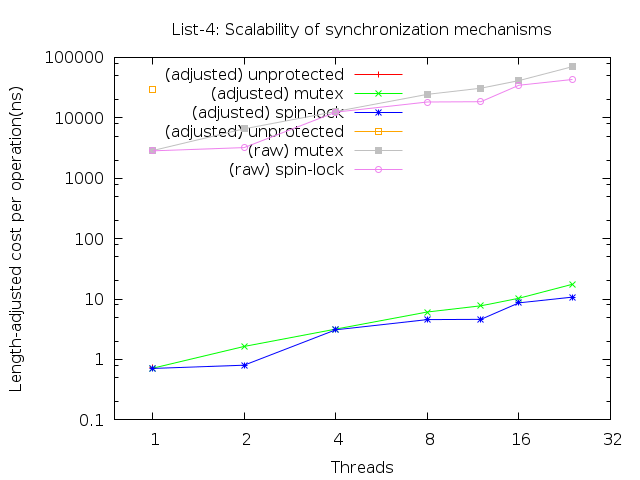 List-4: Scalability of synchronization mechanisms
100000
10000
1000
100
10
1
0.1
Length-adjusted cost per operation(ns)
(adjusted) unprotected
(adjusted) mutex
(adjusted) spin-lock
(adjusted) unprotected
(raw) mutex
(raw) spin-lock
1 2 4 8 16 32
Threads